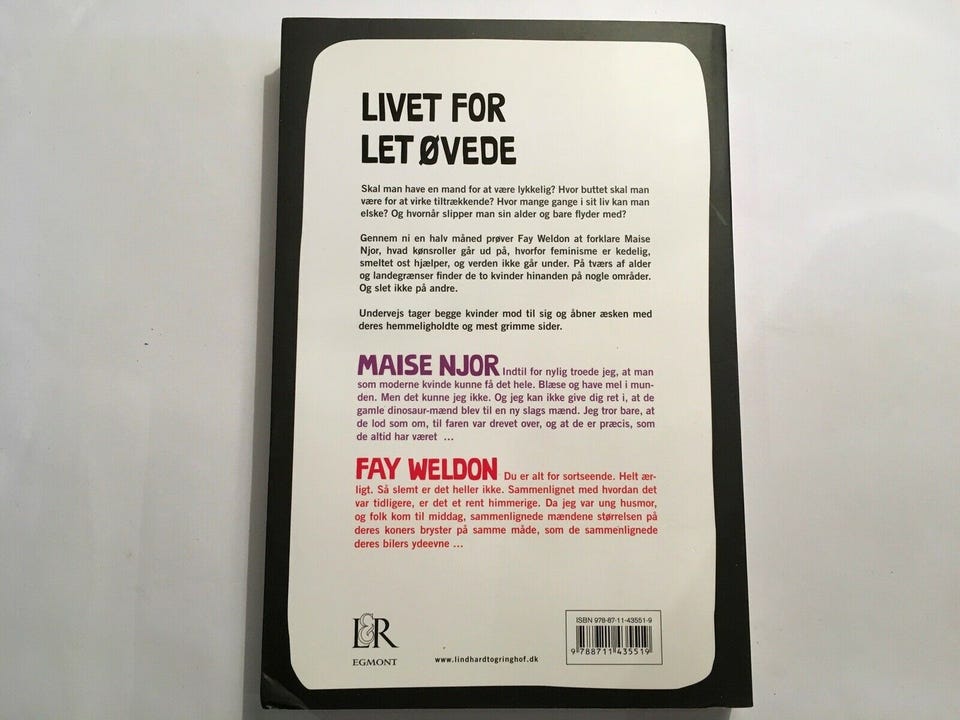 LIVET FOR
LET ØVEDE
Skal man have en mand for at være lykkelig? Hvor buttet skal man
være for at virke tiltrækkende? Hvor mange gange i sit liv kan man
elske? Og hvornår slipper man sin alder og bare flyder med?
Gennem ni en halv måned prøver Fay Weldon at forklare Maise
Njor, hvad kønsroller går ud på, hvorfor feminisme er kedelig,
smeltet ost hjælper, og verden ikke går under. På tværs af alder
og landegrænser finder de to kvinder hinanden på nogle områder.
Og slet ikke på andre.
Undervejs tager begge kvinder mod til sig og åbner æsken med
deres hemmeligholdte og mest grimme sider.
MAISE NJOR Indtil for nylig troede jeg, at man
som moderne kvinde kunne få det hele. Blæse og have mel i mun-
den. Men det kunne jeg ikke. Og jeg kan ikke give dig ret i, at de
gamle dinosaur-mænd blev til en ny slags mænd. Jeg tror bare, at
de lod som om, til faren var drevet over, og at de er præcis, som
de altid har været ...
FAY WELDON Du er alt for sortseende. Helt ær-
ligt. Så slemt er det heller ikke. Sammenlignet med hvordan det
var tidligere, er det et rent himmerige. Da jeg var ung husmor,
og folk kom til middag, sammenlignede mændene størrelsen på
deres koners bryster på samme måde, som de sammenlignede
deres bilers ydeevne ...
L&R
EGMONT
www.lindhardtogringhof.dk
ISBN 978-87-11-43551-9
9 788711 435519